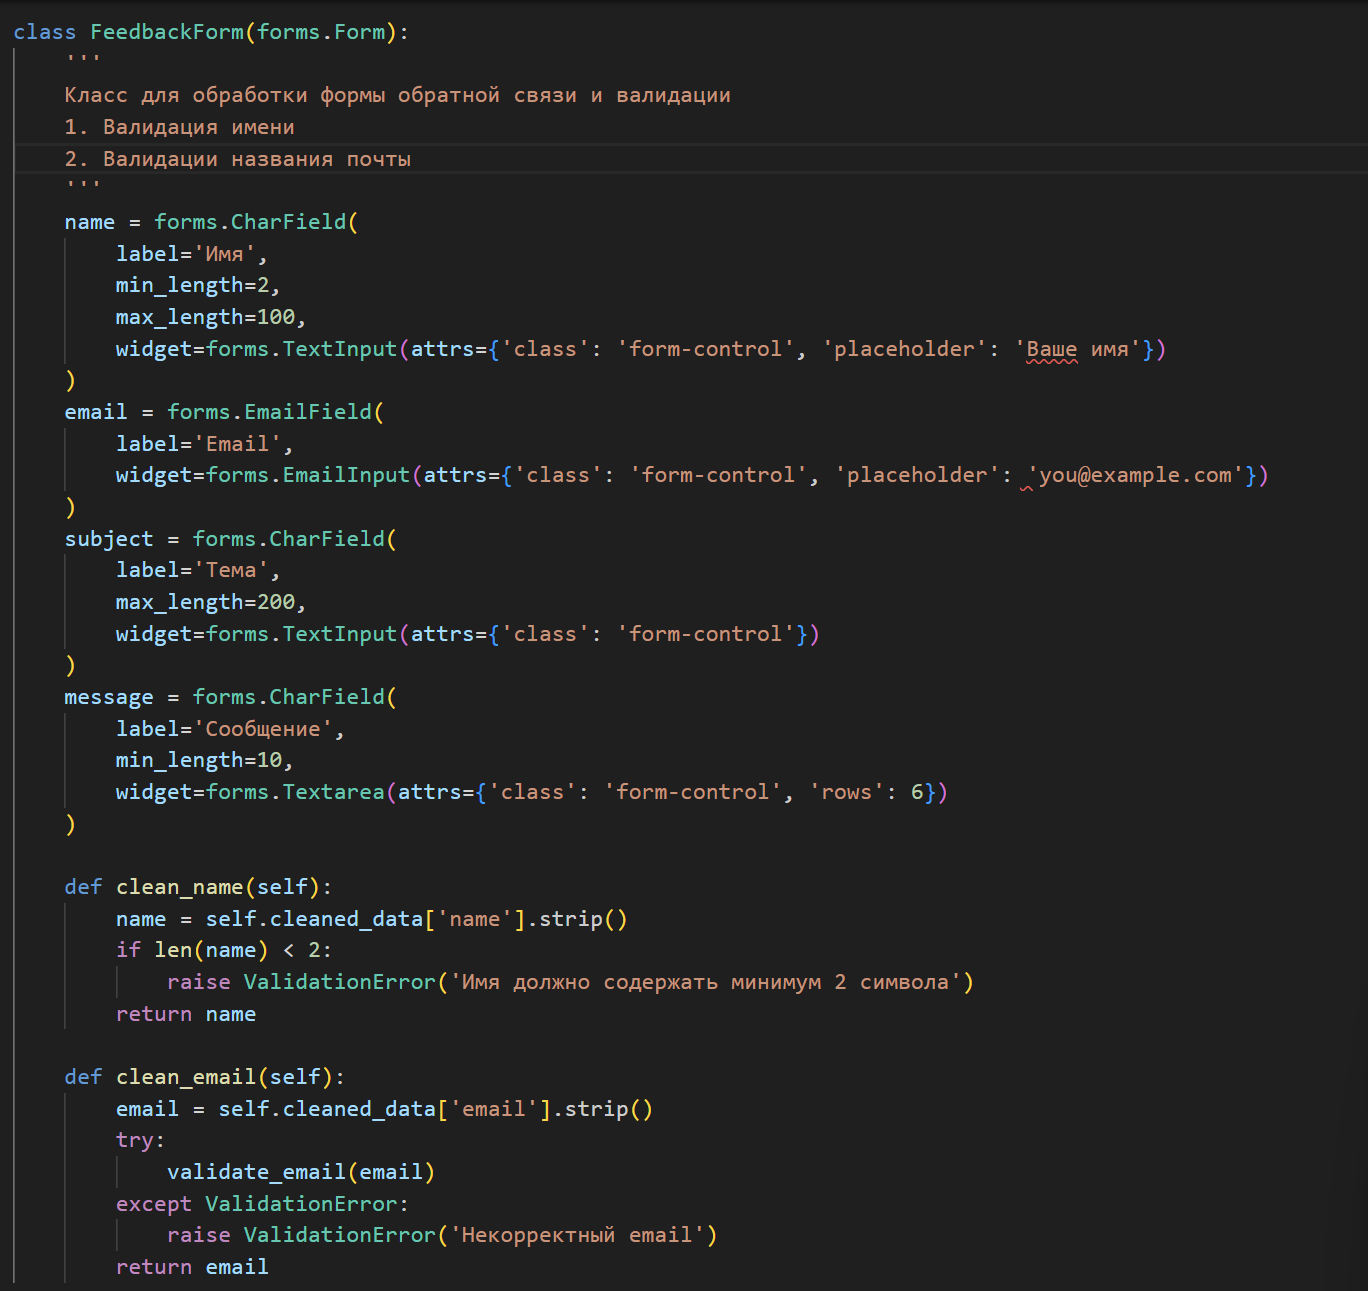 class FeedbackForm(forms.Form):
    '''
    Класс для обработки формы обратной связи и валидации
    1. Валидация имени
    2. Валидации названия почты
    '''
    name = forms.CharField(
        label='Имя',
        min_length=2,
        max_length=100,
        widget=forms.TextInput(attrs={'class': 'form-control', 'placeholder': 'Ваше имя'})
    )
    email = forms.EmailField(
        label='Email',
        widget=forms.EmailInput(attrs={'class': 'form-control', 'placeholder': 'you@example.com'})
    )
    subject = forms.CharField(
        label='Тема',
        max_length=200,
        widget=forms.TextInput(attrs={'class': 'form-control'})
    )
    message = forms.CharField(
        label='Сообщение',
        min_length=10,
        widget=forms.Textarea(attrs={'class': 'form-control', 'rows': 6})
    )

    def clean_name(self):
        name = self.cleaned_data['name'].strip()
        if len(name) < 2:
            raise ValidationError('Имя должно содержать минимум 2 символа')
        return name

    def clean_email(self):
        email = self.cleaned_data['email'].strip()
        try:
            validate_email(email)
        except ValidationError:
            raise ValidationError('Некорректный email')
        return email